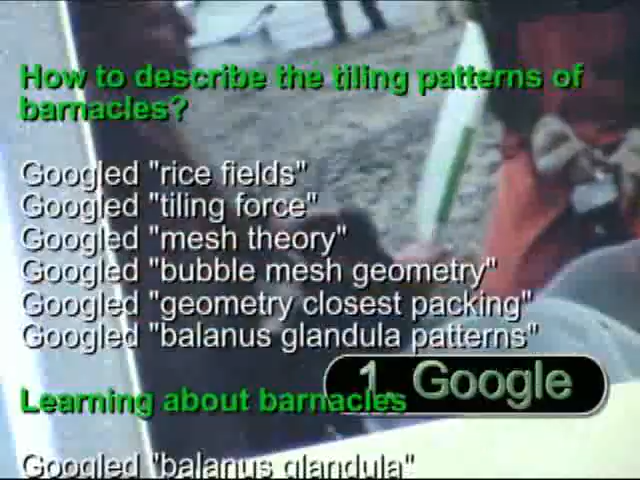 How to describe the tiling patterns of
barnacles?
Googled "rice fields"
Googled "tiling force"
Googled "mesh theory"
Googled "bubble mesh geometry"
Googled "geometry closest packing"
Googled "balanus glandula patterns"
1. Google
Learning about barnacles
Googled "balanus glandula"